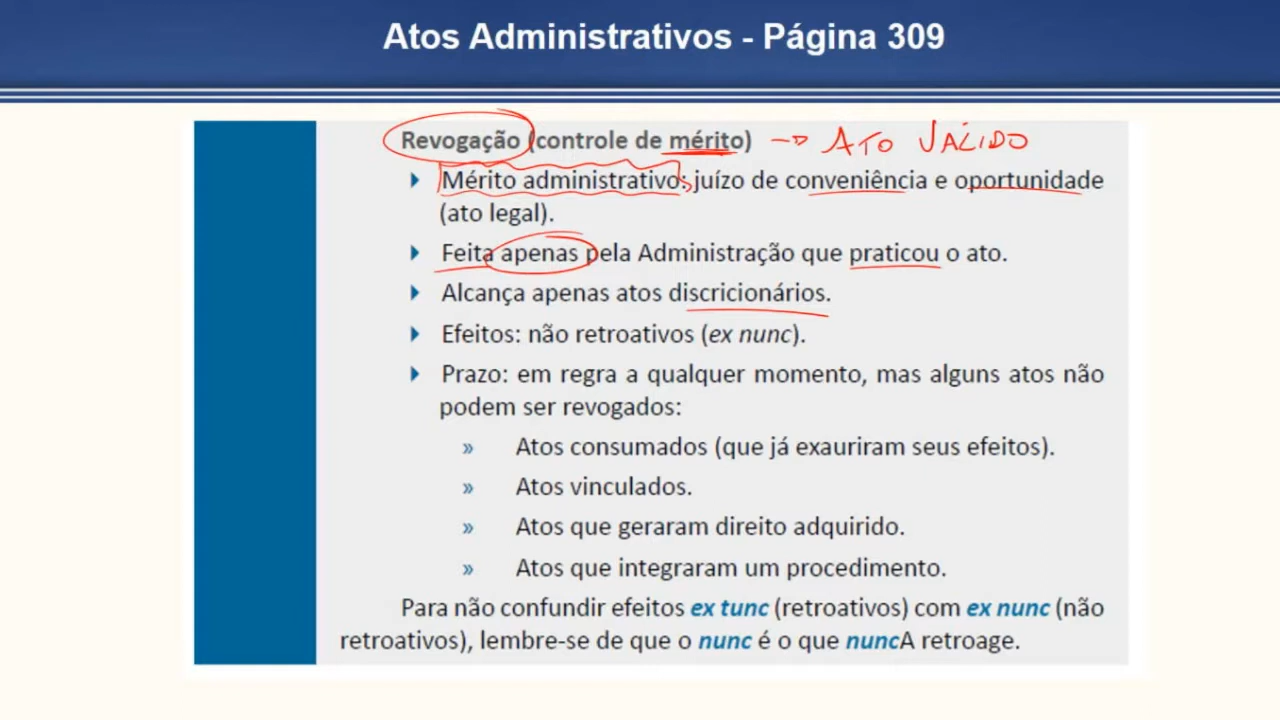 Atos Administrativos - Página 309
Revogação (controle de mérito) → ATO VÁLIDO
Mérito administrativo: juízo de conveniência e oportunidade
(ato legal).
Feita apenas pela Administração que praticou o ato.
Alcança apenas atos discricionários.
Efeitos: não retroativos (ex nunc).
Prazo: em regra a qualquer momento, mas alguns atos não
podem ser revogados:
» Atos consumados (que já exauriram seus efeitos).
» Atos vinculados.
» Atos que geraram direito adquirido.
» Atos que integraram um procedimento.
Para não confundir efeitos ex tunc (retroativos) com ex nunc (não
retroativos), lembre-se de que o nunc é o que nuncA retroage.